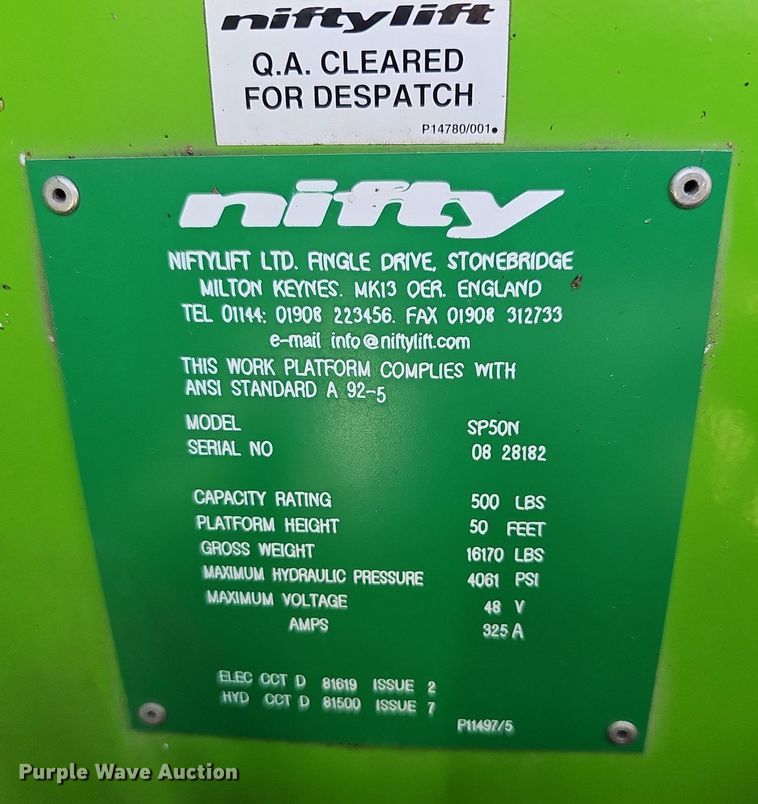 niftylift
Q.A. CLEARED
FOR DESPATCH
P14780/001
nifty
NIFTYLIFT LTD. FINGLE DRIVE, STONEBRIDGE
MILTON KEYNES. MK13 OER. ENGLAND
TEL 01144: 01908 223456. FAX 01908 312733
e-mail info@niftylift.com
THIS WORK PLATFORM COMPLIES WITH
ANSI STANDARD A 92-5
MODEL SP50N
SERIAL NO 08 28182
CAPACITY RATING 500 LBS
PLATFORM HEIGHT 50 FEET
GROSS WEIGHT 16170 LBS
MAXIMUM HYDRAULIC PRESSURE 4061 PSI
MAXIMUM VOLTAGE 48 V
AMPS 325 A
ELEC CCT D 81619 ISSUE 2
HYD CCT D 81500 ISSUE 7
P11497/5
Purple Wave Auction